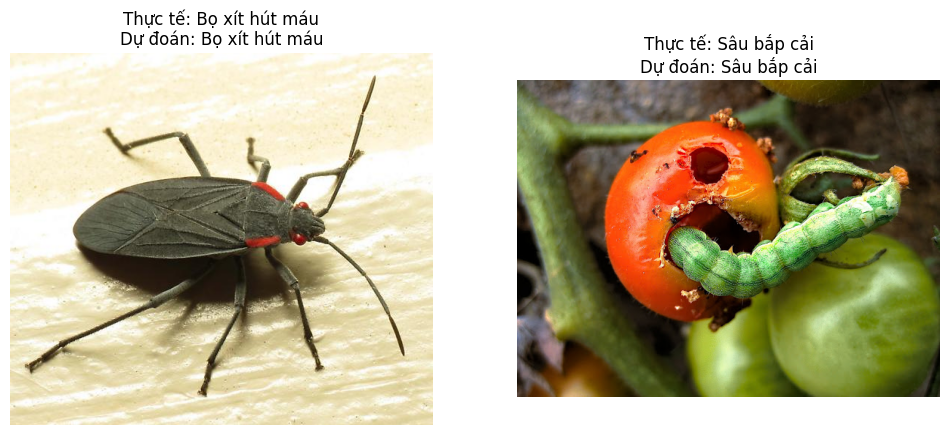 Thực tế: Bọ xít hút máu
Dự đoán: Bọ xít hút máu
Thực tế: Sâu bắp cải
Dự đoán: Sâu bắp cải